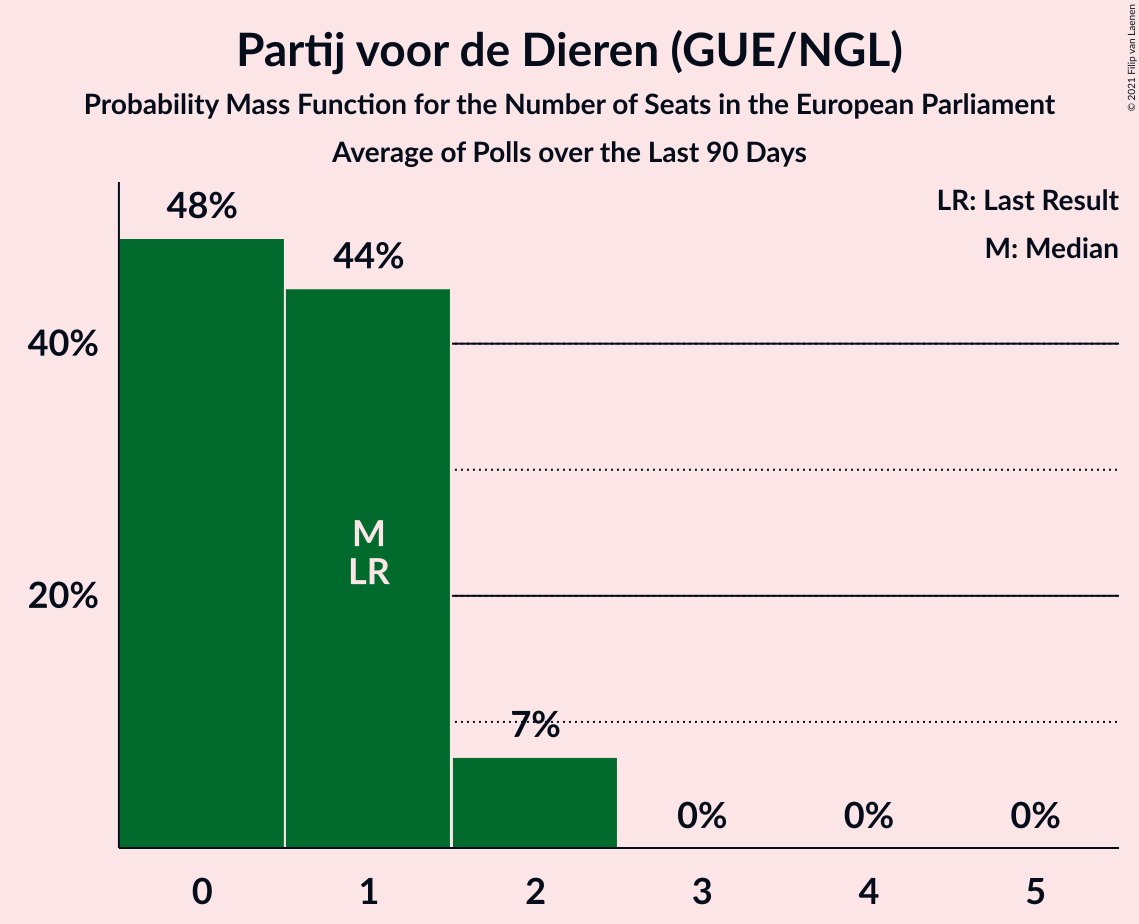 Partij voor de Dieren (GUE/NGL)
Probability Mass Function for the Number of Seats in the European Parliament
Average of Polls over the Last 90 Days
© 2021 Filip van Laenen
LR: Last Result
M: Median
48%
44%
40%
M
LR
20%
7%
0%
0%
0%
0
1
2
3
4
5